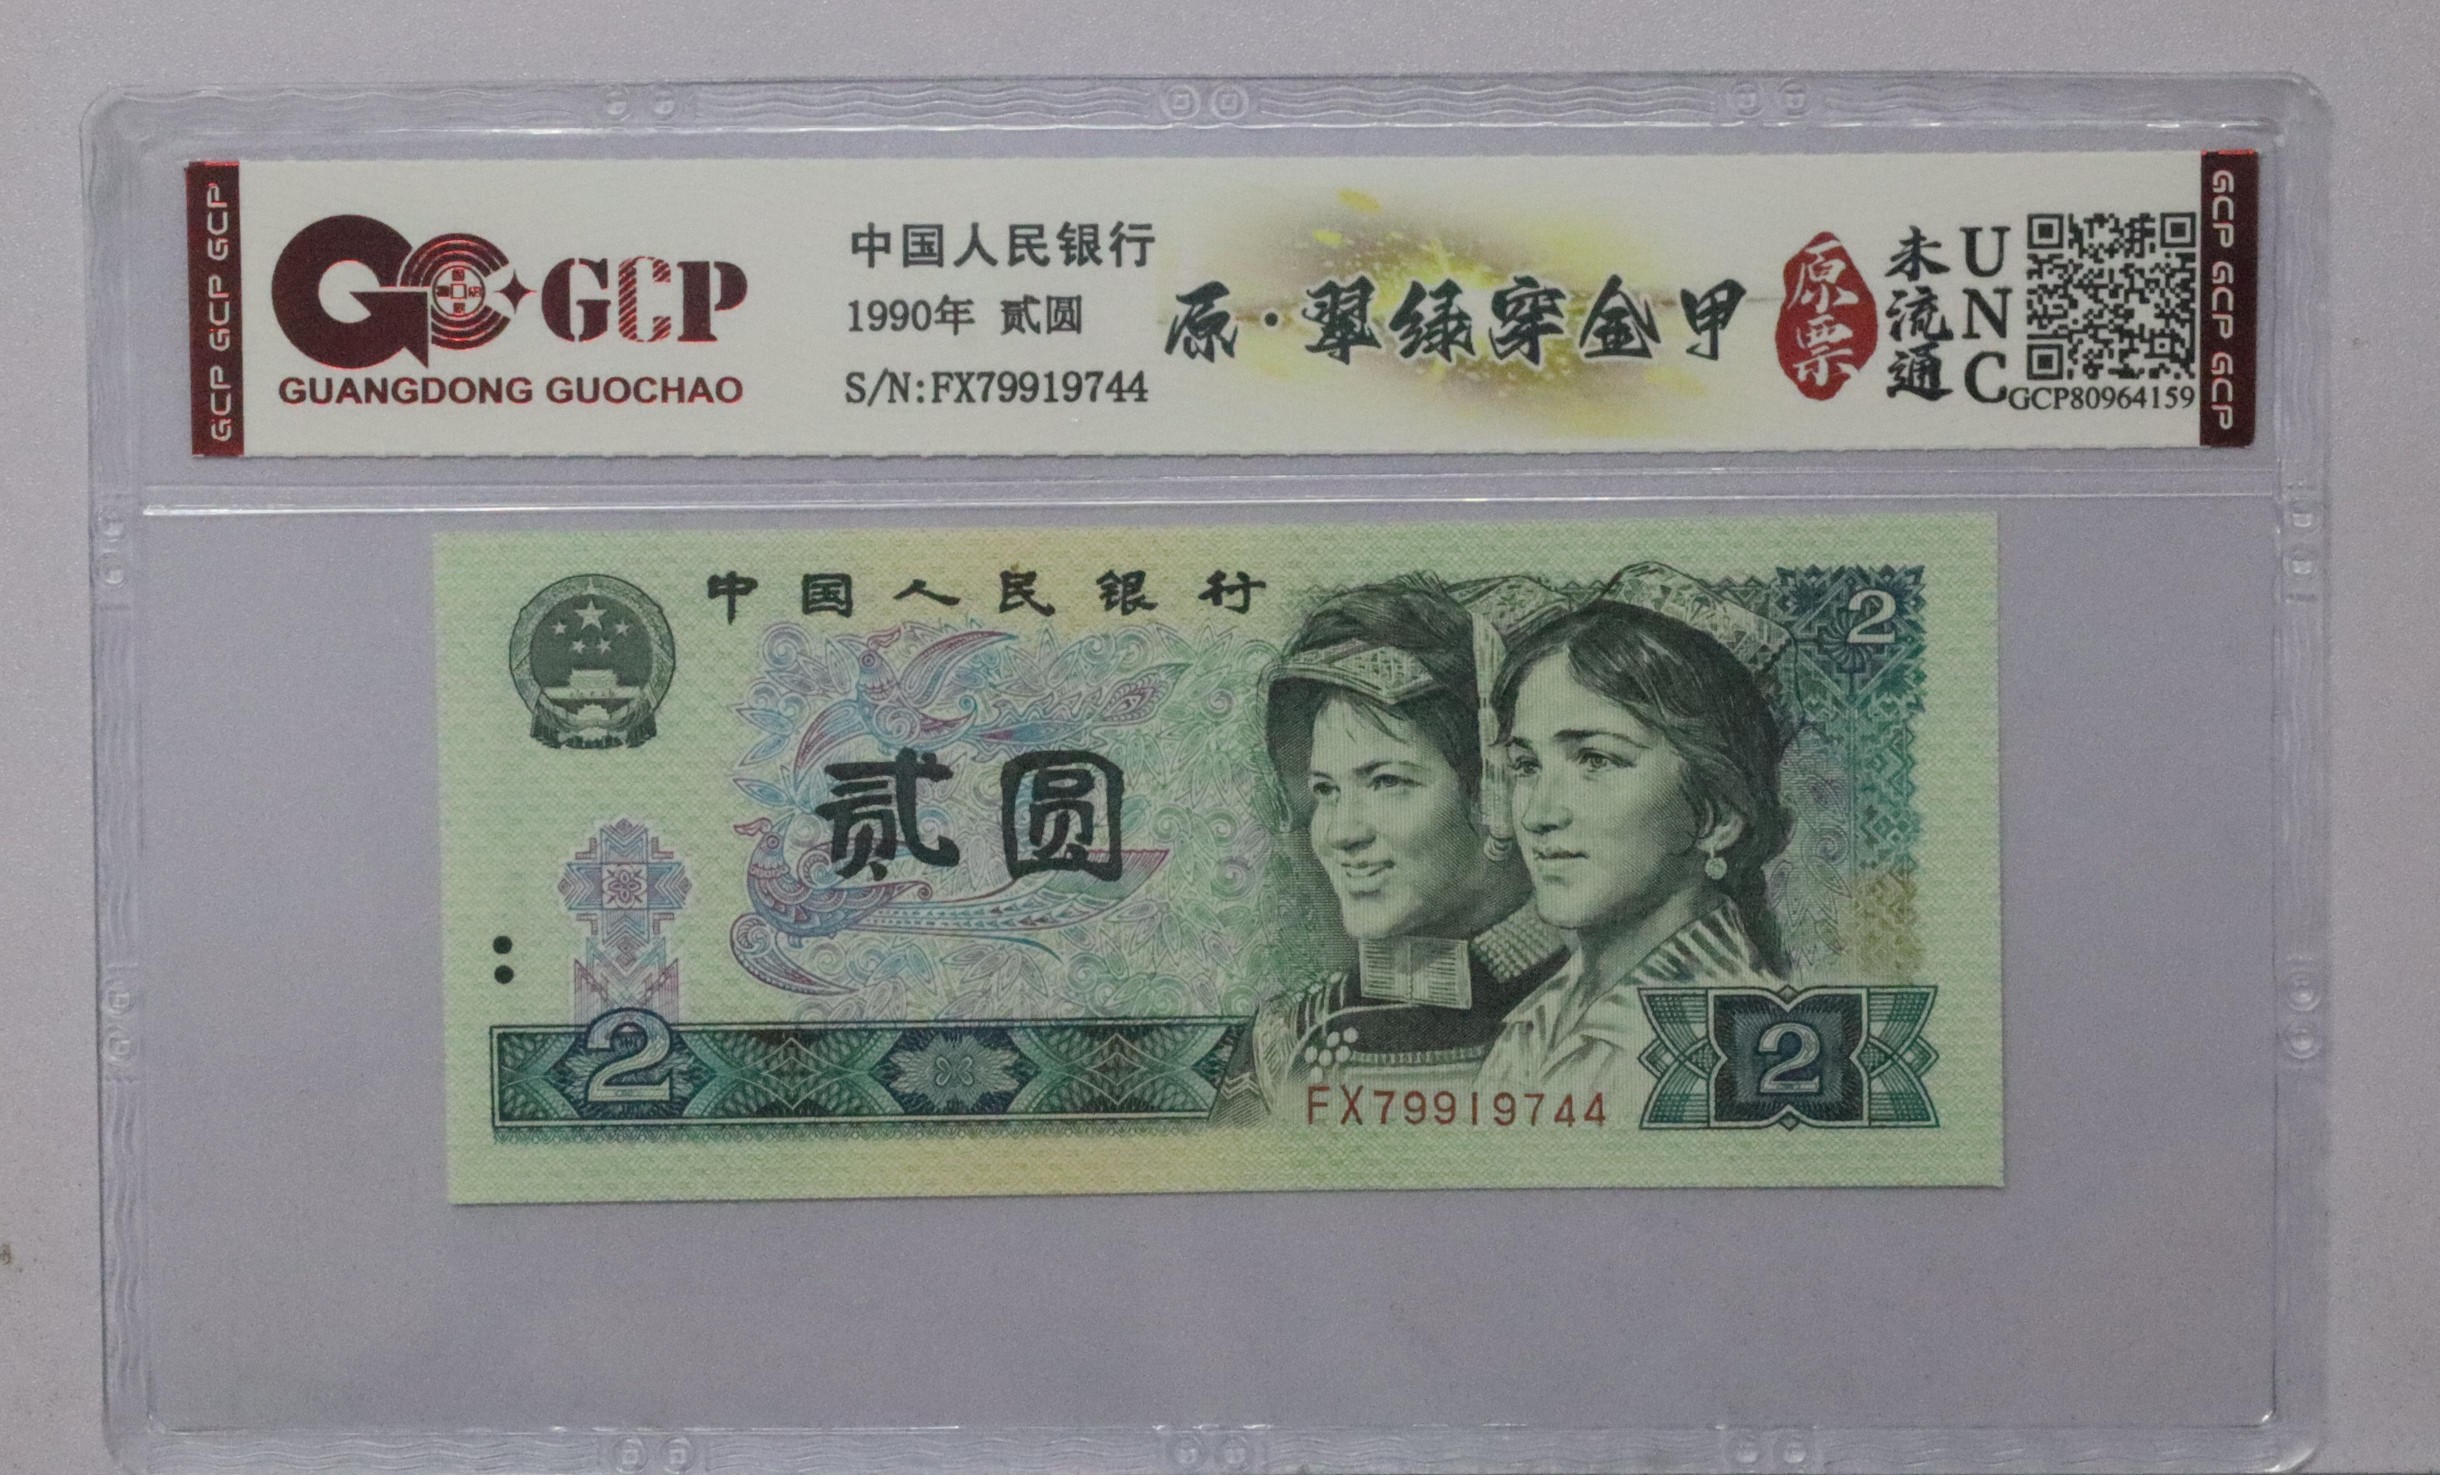 GCP GCP GCP
GCP
GUANGDONG GUOCHAO
中国人民银行
1990年 贰圆
S/N:FX79919744
原·翠绿穿金甲
原票
未流通
UNC
GCP80964159
GCP GCP GCP
中国人民银行
2
贰圆
2
FX79919744
2